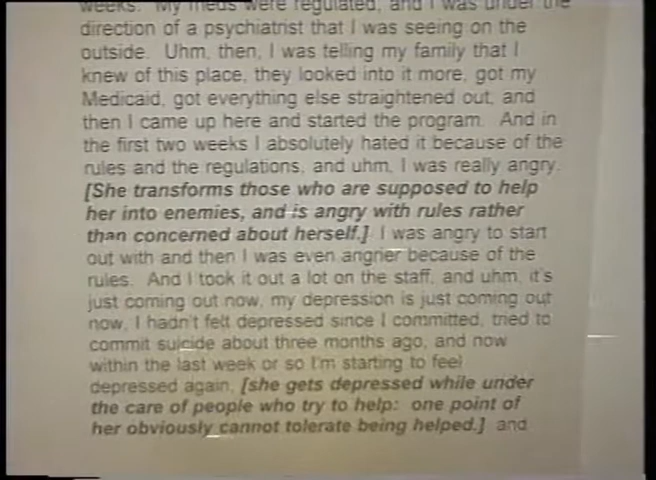 weeks. My meds were regulated, and I was under the
direction of a psychiatrist that I was seeing on the
outside. Uhm, then, I was telling my family that I
knew of this place, they looked into it more, got my
Medicaid, got everything else straightened out, and
then I came up here and started the program. And in
the first two weeks I absolutely hated it because of the
rules and the regulations, and uhm, I was really angry.
[She transforms those who are supposed to help
her into enemies, and is angry with rules rather
than concerned about herself.] I was angry to start
out with and then I was even angrier because of the
rules. And I took it out a lot on the staff, and uhm, it's
just coming out now, my depression is just coming out
now, I hadn't felt depressed since I committed, tried to
commit suicide about three months ago, and now
within the last week or so I'm starting to feel
depressed again, [she gets depressed while under
the care of people who try to help: one point of
her obviously cannot tolerate being helped.] and